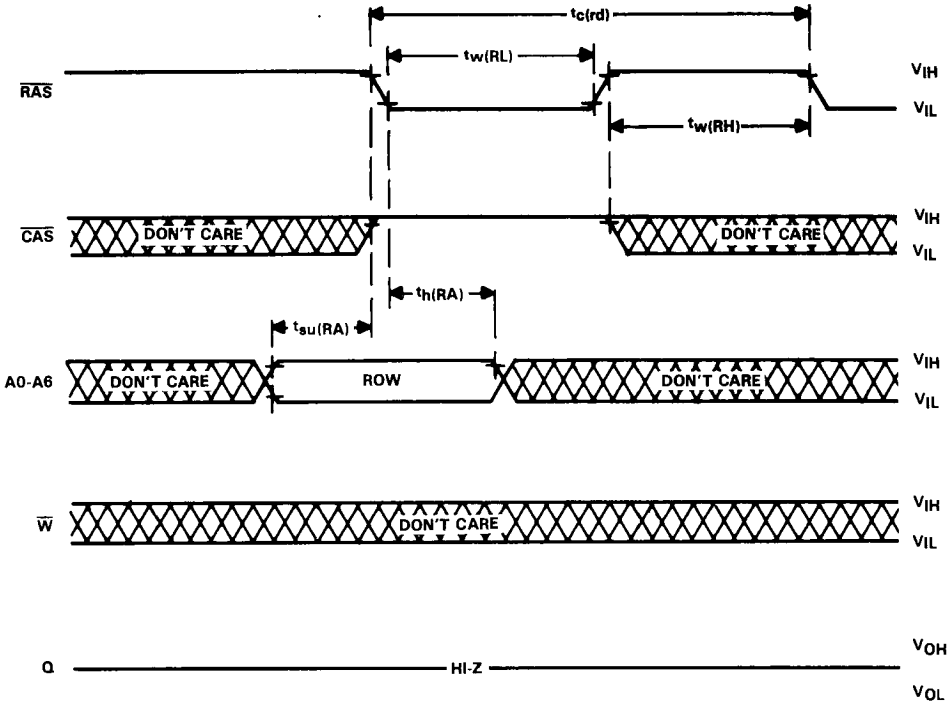 tc(rd)
tw(RL)
RAS
VIH
VIL
tw(RH)
CAS
DON'T CARE
DON'T CARE
VIH
VIL
th(RA)
tsu(RA)
A0-A6
DON'T CARE
ROW
DON'T CARE
VIH
VIL
W
DON'T CARE
VIH
VIL
Q
HI-Z
VOH
VOL